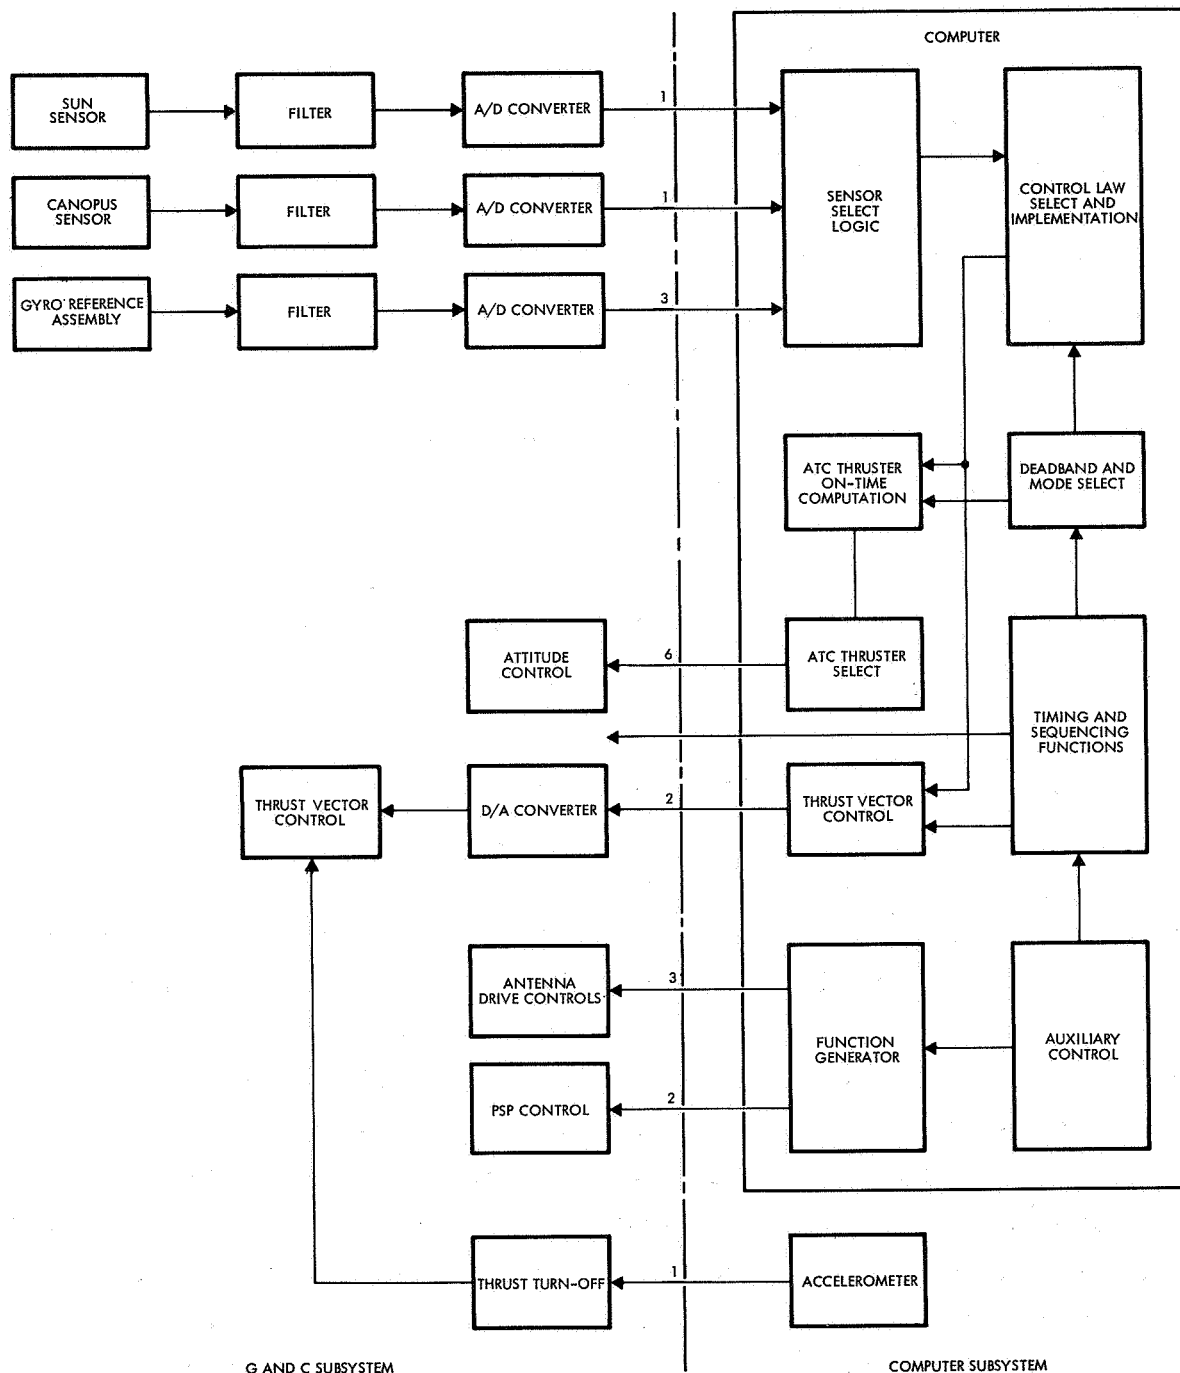 COMPUTER
SUN
SENSOR
FILTER
A/D CONVERTER
1
CANOPUS
SENSOR
FILTER
A/D CONVERTER
1
GYRO REFERENCE
ASSEMBLY
FILTER
A/D CONVERTER
3
SENSOR
SELECT
LOGIC
CONTROL LAW
SELECT AND
IMPLEMENTATION
ATC THRUSTER
ON-TIME
COMPUTATION
DEADBAND AND
MODE SELECT
ATTITUDE
CONTROL
6
ATC THRUSTER
SELECT
TIMING AND
SEQUENCING
FUNCTIONS
THRUST VECTOR
CONTROL
D/A CONVERTER
2
THRUST VECTOR
CONTROL
ANTENNA
DRIVE CONTROLS
3
PSP CONTROL
2
FUNCTION
GENERATOR
AUXILIARY
CONTROL
THRUST TURN-OFF
1
ACCELEROMETER
G AND C SUBSYSTEM
COMPUTER SUBSYSTEM